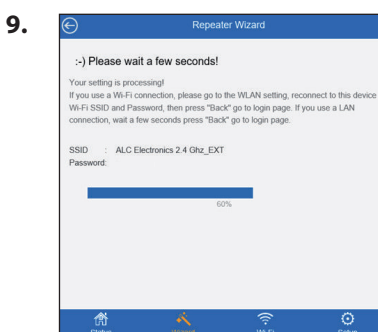 9.
Repeater Wizard
:-) Please wait a few seconds!
Your setting is processing!
If you use a Wi-Fi connection, please go to the WLAN setting, reconnect to this device
Wi-Fi SSID and Password, then press "Back" go to login page. If you use a LAN
connection, wait a few seconds press "Back" go to login page.
SSID : ALC Electronics 2.4 Ghz_EXT
Password:
60%
Status Wizard Wi-Fi Setup